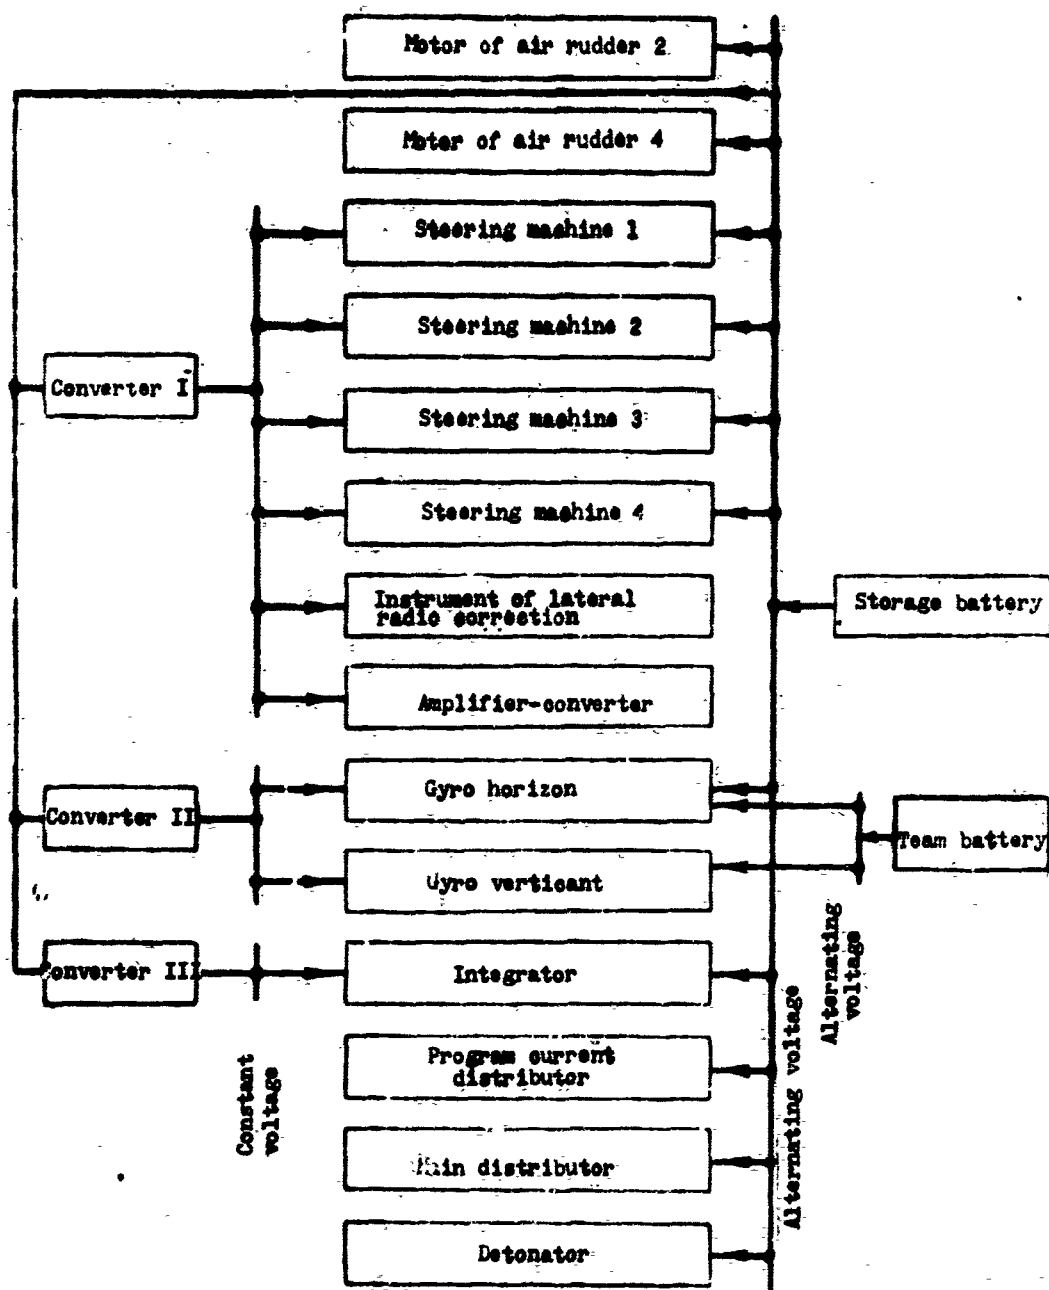 Motor of air rudder 2
Motor of air rudder 4
Steering machine 1
Steering machine 2
Converter I
Steering machine 3
Steering machine 4
Instrument of lateral
radio correction
Storage battery
Amplifier-converter
Gyro horizon
Converter II
Team battery
Gyro verticant
Alternating
voltage
Converter III
Integrator
Alternating voltage
Constant
voltage
Program current
distributor
Main distributor
Detonator